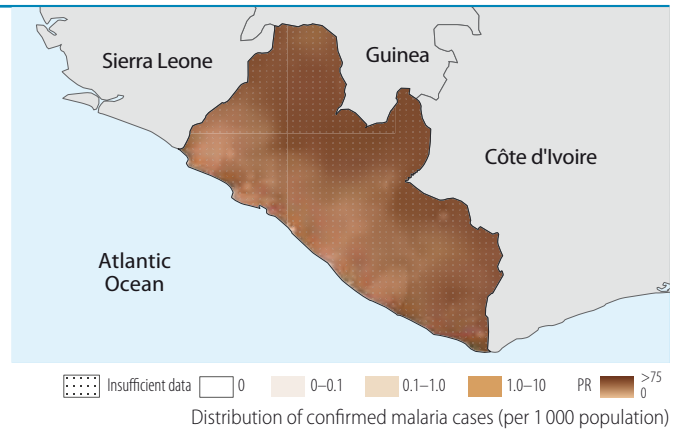 Sierra Leone
Guinea
Côte d'Ivoire
Atlantic
Ocean
Insufficient data 0 0–0.1 0.1–1.0 1.0–10 PR >75
0
Distribution of confirmed malaria cases (per 1 000 population)